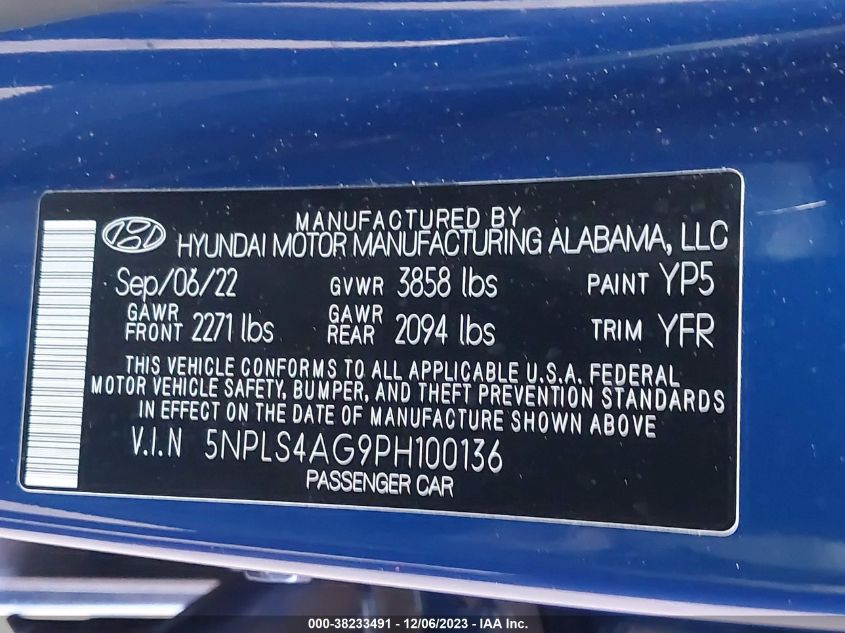 MANUFACTURED BY
HYUNDAI MOTOR MANUFACTURING ALABAMA, LLC
Sep/06/22 GVWR 3858 lbs PAINT YP5
GAWR FRONT 2271 lbs GAWR REAR 2094 lbs TRIM YFR
THIS VEHICLE CONFORMS TO ALL APPLICABLE U.S.A. FEDERAL
MOTOR VEHICLE SAFETY, BUMPER, AND THEFT PREVENTION STANDARDS
IN EFFECT ON THE DATE OF MANUFACTURE SHOWN ABOVE
V.I.N 5NPLS4AG9PH100136
PASSENGER CAR
000-38233491 - 12/06/2023 - IAA Inc.